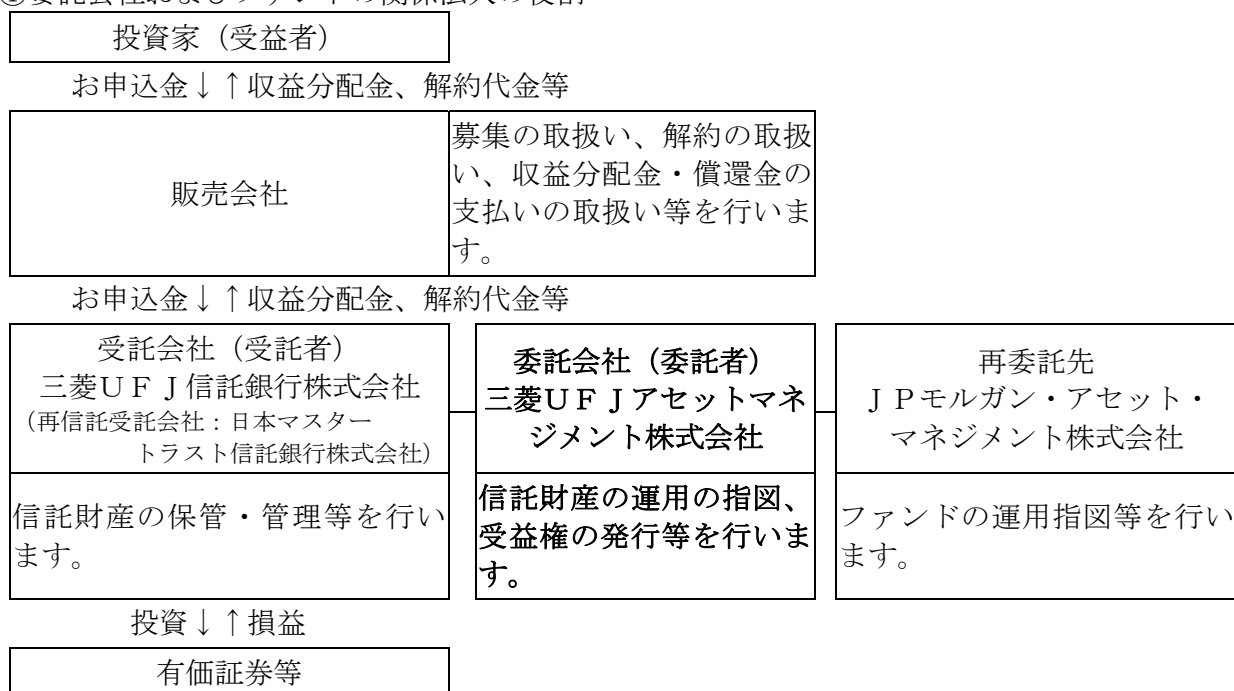 投資家（受益者）
お申込金↓↑収益分配金、解約代金等
販売会社
募集の取扱い、解約の取扱
い、収益分配金・償還金の
支払いの取扱い等を行いま
す。
お申込金↓↑収益分配金、解約代金等
受託会社（受託者）
三菱ＵＦＪ信託銀行株式会社
（再信託受託会社：日本マスター
トラスト信託銀行株式会社）
委託会社（委託者）
三菱ＵＦＪアセットマネ
ジメント株式会社
再委託先
ＪＰモルガン・アセット・
マネジメント株式会社
信託財産の保管・管理等を行い
ます。
信託財産の運用の指図、
受益権の発行等を行いま
す。
ファンドの運用指図等を行い
ます。
投資↓↑損益
有価証券等